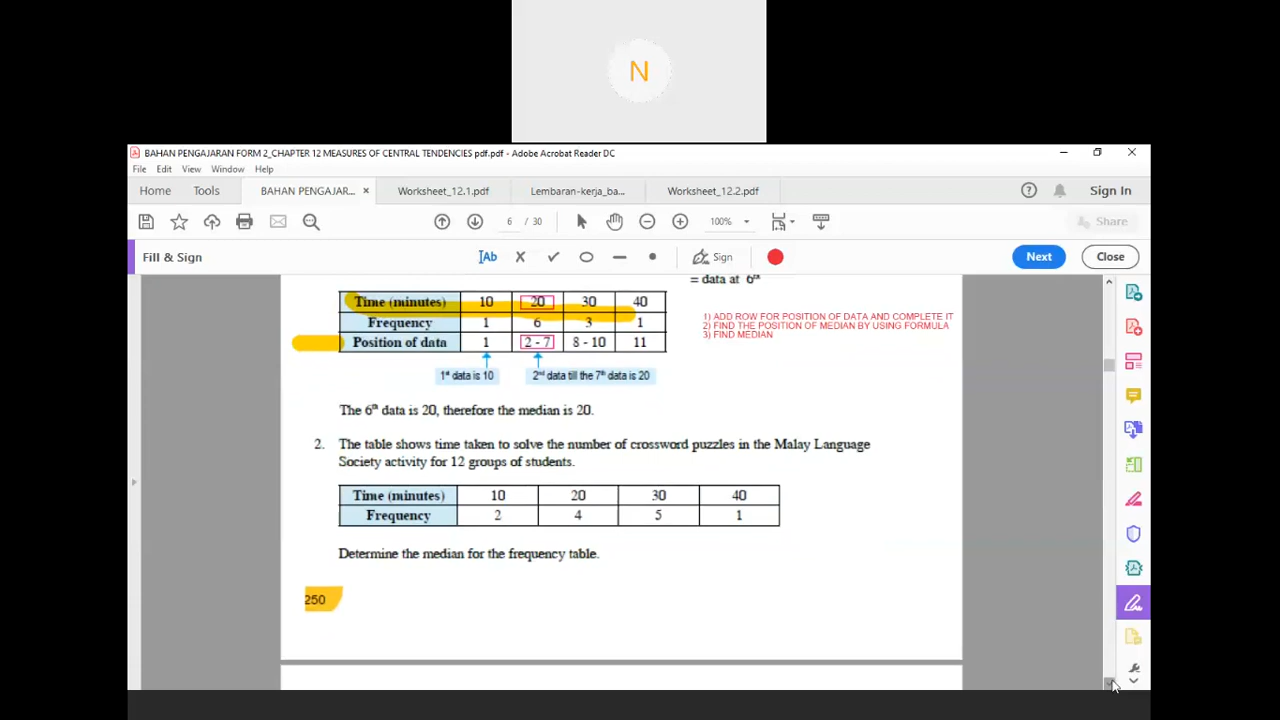 N
BAHAN PENGAJARAN FORM 2_CHAPTER 12 MEASURES OF CENTRAL TENDENCIES pdf.pdf - Adobe Acrobat Reader DC
File Edit View Window Help
Home Tools BAHAN PENGAJAR... × Worksheet_12.1.pdf Lembaran-kerja_ba... Worksheet_12.2.pdf Sign In
6 / 30 100% Share
Fill & Sign Ab Sign Next Close
= data at 6th
Time (minutes) 10 20 30 40
Frequency 1 6 3 1
Position of data 1 2 - 7 8 - 10 11
1) ADD ROW FOR POSITION OF DATA AND COMPLETE IT
2) FIND THE POSITION OF MEDIAN BY USING FORMULA
3) FIND MEDIAN
1st data is 10 2nd data till the 7th data is 20
The 6th data is 20, therefore the median is 20.
2. The table shows time taken to solve the number of crossword puzzles in the Malay Language
Society activity for 12 groups of students.
Time (minutes) 10 20 30 40
Frequency 2 4 5 1
Determine the median for the frequency table.
250